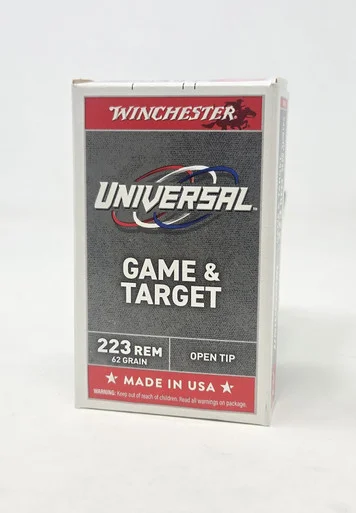 WINCHESTER
UNIVERSAL™
GAME &
TARGET
223 REM
62 GRAIN
OPEN TIP
★ MADE IN USA ★
WARNING: Keep out of reach of children. Read all warnings on package.